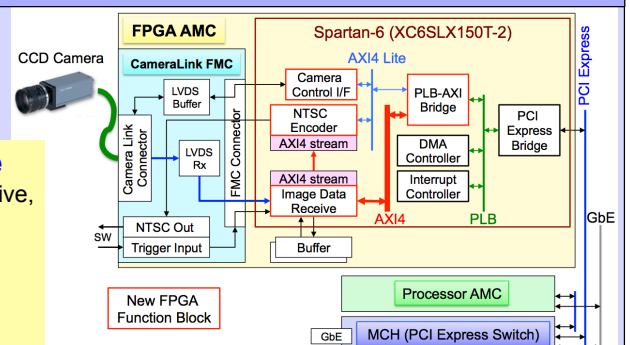 FPGA AMC
Spartan-6 (XC6SLX150T-2)
CCD Camera
CameraLink FMC
AXI4 Lite
PCI Express
LVDS
Buffer
Camera
Control I/F
PLB-AXI
Bridge
NTSC
Encoder
AXI4 stream
PCI
Express
Bridge
Camera Link
Connector
LVDS
Rx
FMC Connector
DMA
Controller
AXI4 stream
Image Data
Receive
Interrupt
Controller
ive,
AXI4
PLB
GbE
NTSC Out
SW
Trigger Input
Buffer
New FPGA
Function Block
Processor AMC
GbE
MCH (PCI Express Switch)